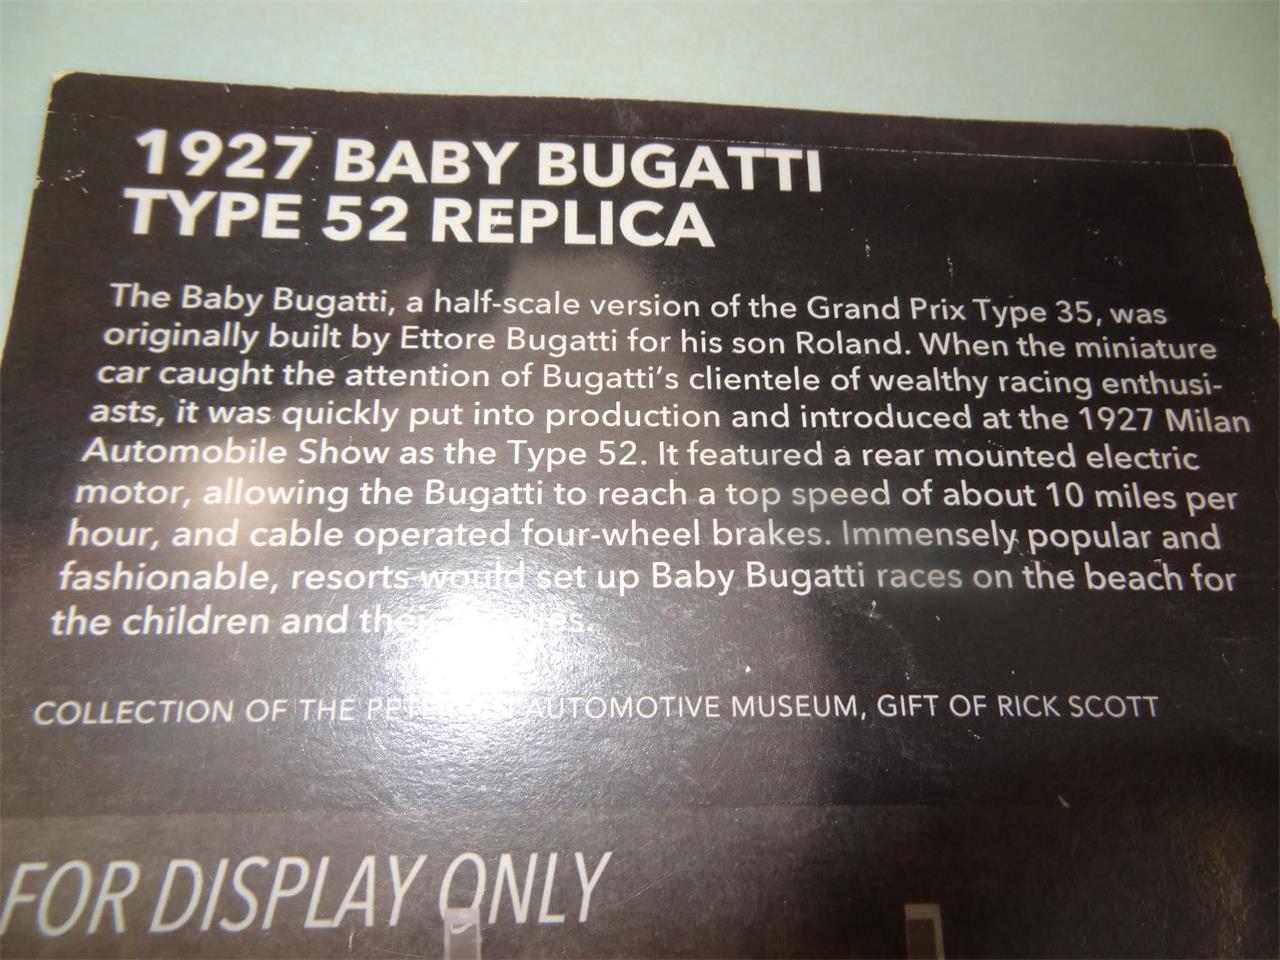 1927 BABY BUGATTI
TYPE 52 REPLICA
The Baby Bugatti, a half-scale version of the Grand Prix Type 35, was
originally built by Ettore Bugatti for his son Roland. When the miniature
car caught the attention of Bugatti's clientele of wealthy racing enthusi-
asts, it was quickly put into production and introduced at the 1927 Milan
Automobile Show as the Type 52. It featured a rear mounted electric
motor, allowing the Bugatti to reach a top speed of about 10 miles per
hour, and cable operated four-wheel brakes. Immensely popular and
fashionable, resorts would set up Baby Bugatti races on the beach for
the children and their
COLLECTION OF THE PETERSEN AUTOMOTIVE MUSEUM, GIFT OF RICK SCOTT
FOR DISPLAY ONLY